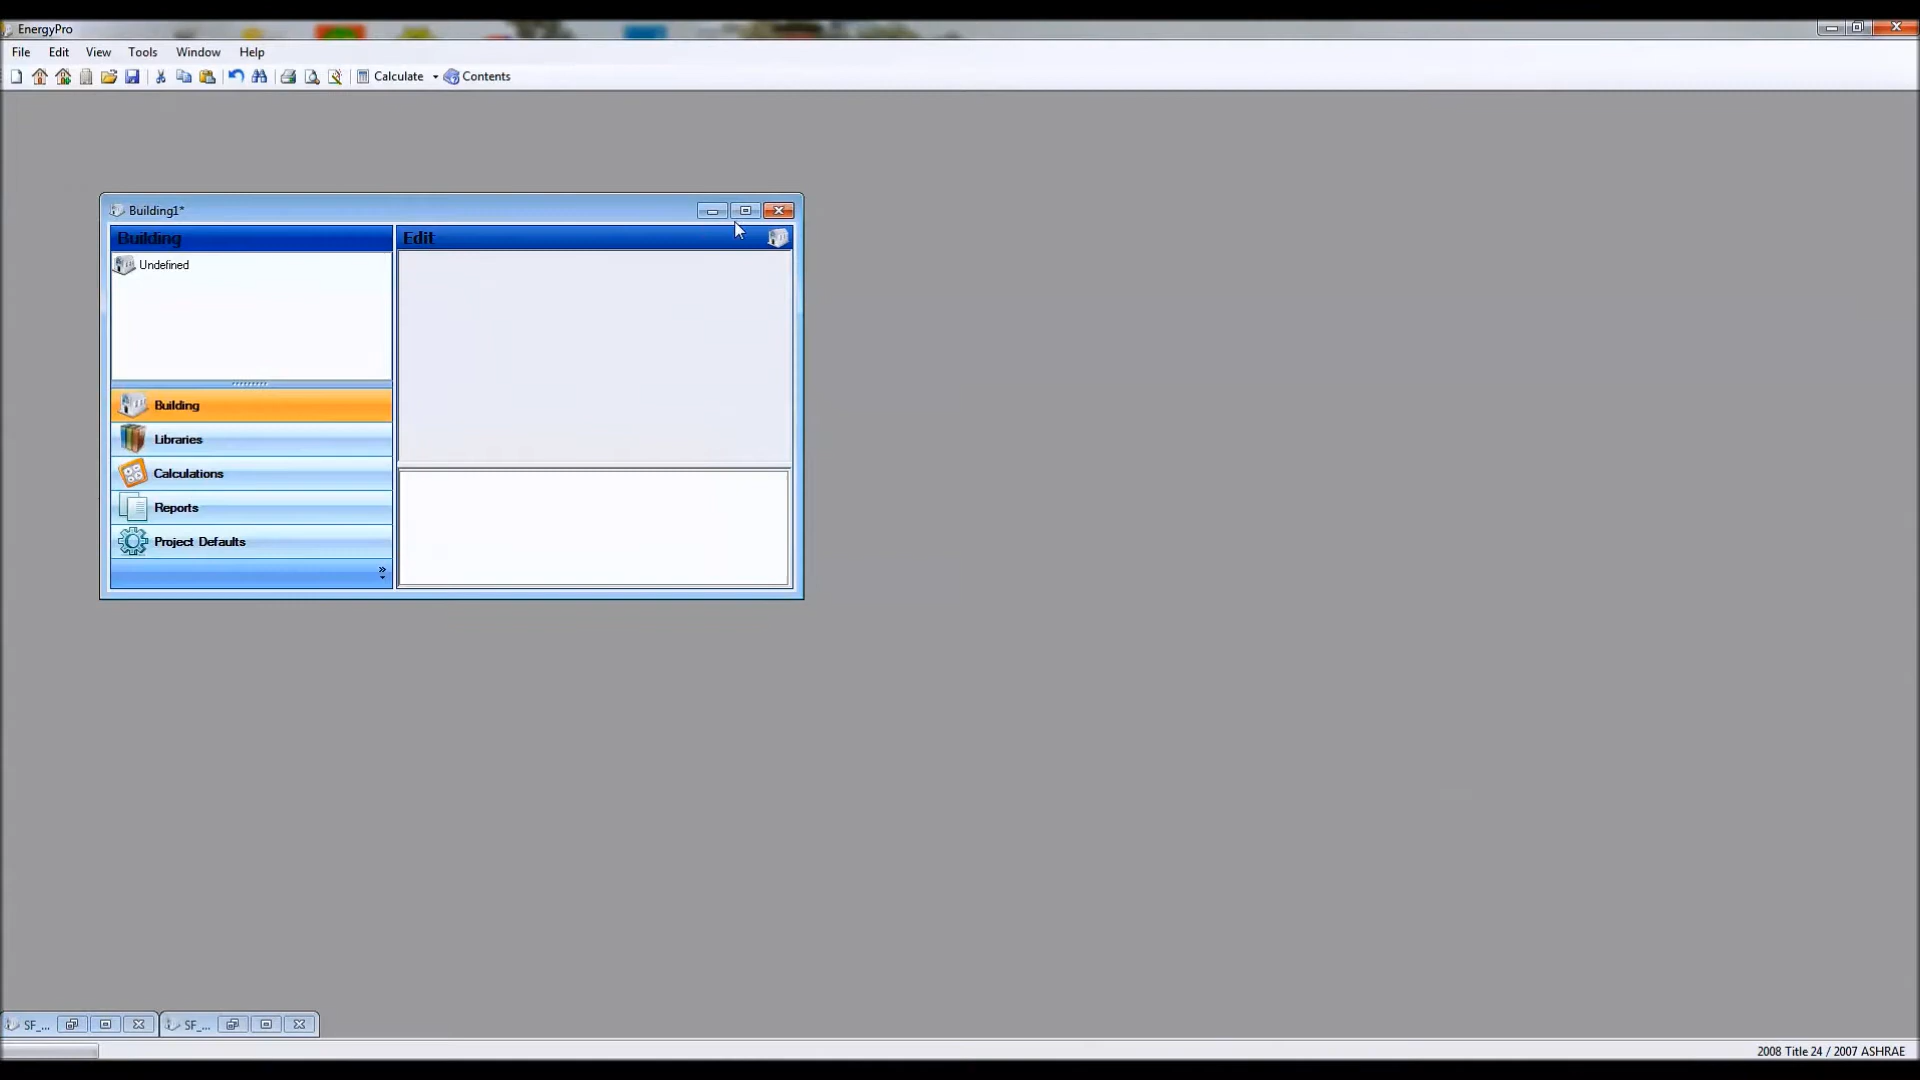 EnergyPro
File Edit View Tools Window Help
Calculate Contents
Building1*
Building Edit
Undefined
Building
Libraries
Calculations
Reports
Project Defaults
SF_... SF_...
2008 Title 24 / 2007 ASHRAE